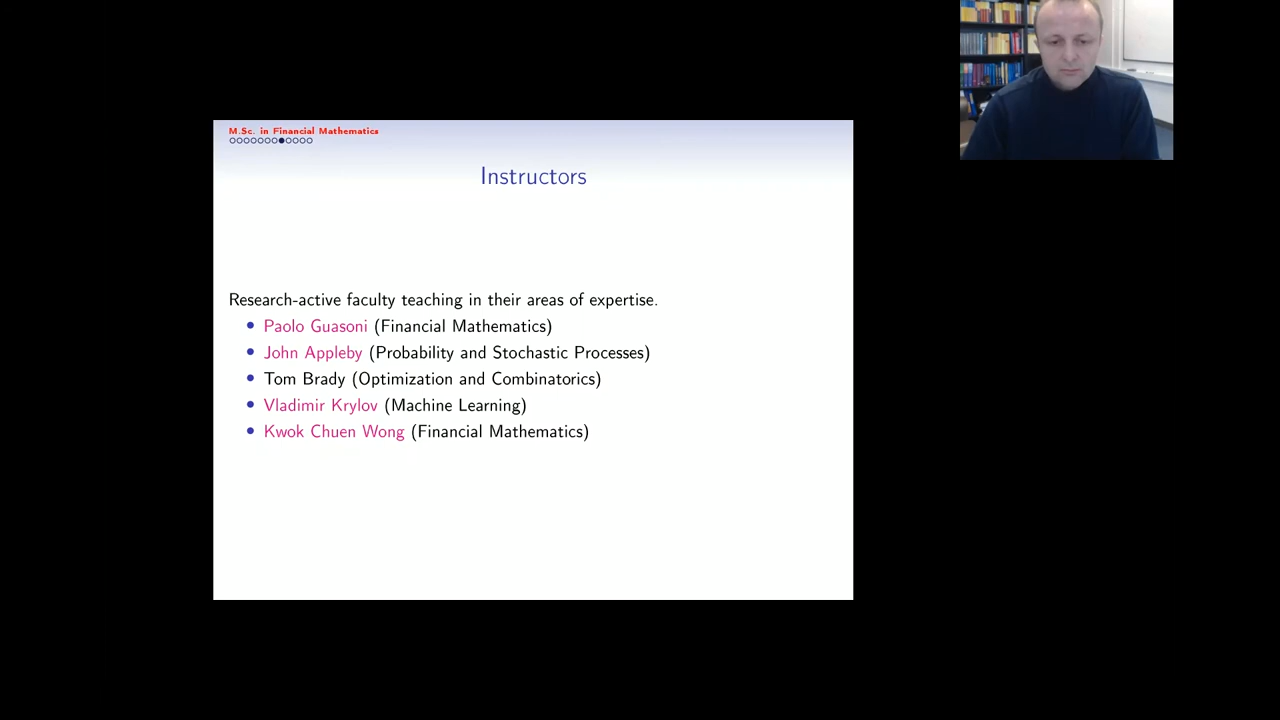 M.Sc. in Financial Mathematics
Instructors
Research-active faculty teaching in their areas of expertise.
• Paolo Guasoni (Financial Mathematics)
• John Appleby (Probability and Stochastic Processes)
• Tom Brady (Optimization and Combinatorics)
• Vladimir Krylov (Machine Learning)
• Kwok Chuen Wong (Financial Mathematics)